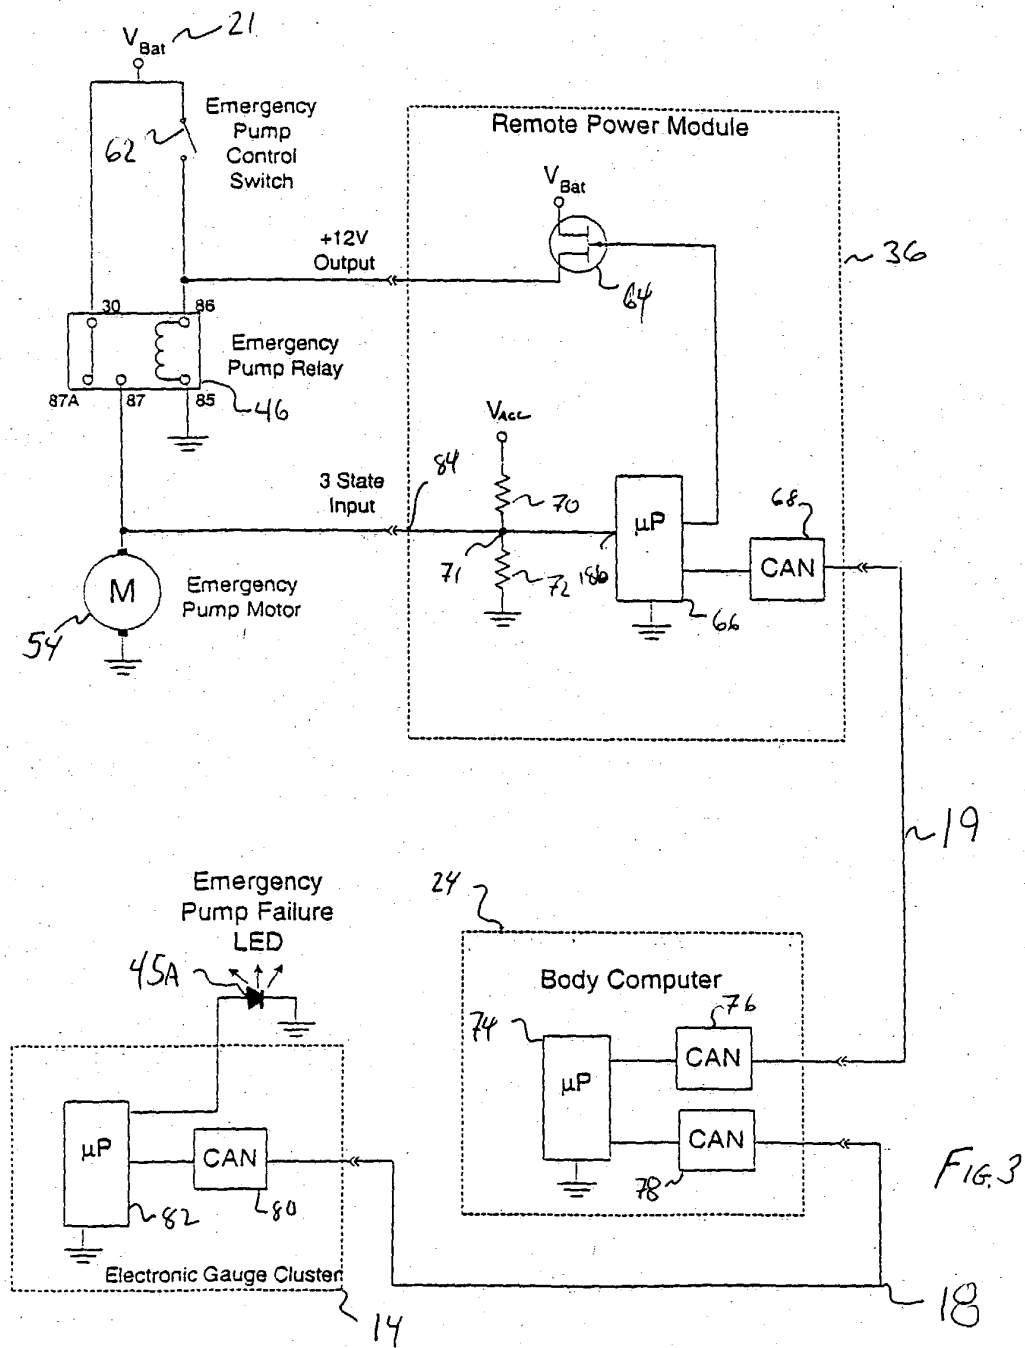 V Bat
21
Emergency
Pump
Control
Switch
62
Remote Power Module
V Bat
+12V
Output
64
36
30
86
Emergency
Pump Relay
87A
87
85
46
VACC
3 State
Input
84
70
71
72
186
µP
66
68
CAN
M
Emergency
Pump Motor
54
19
Emergency
Pump Failure
LED
45A
24
Body Computer
74
µP
76
CAN
CAN
78
µP
82
CAN
80
Electronic Gauge Cluster
14
18
FIG.3